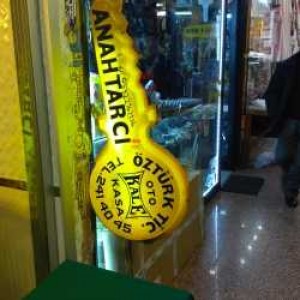 ANAHTARCI
ÖZTÜRK TİC.
OTO
KALE
KASA
TEL.241 40 45